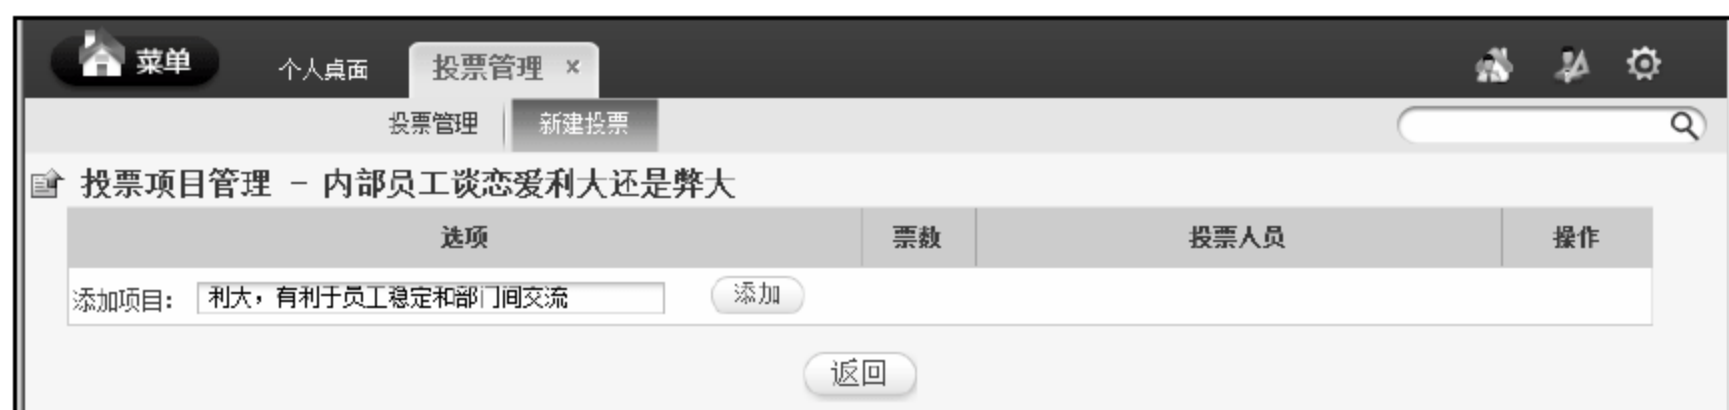 菜单 个人桌面 投票管理 ×
投票管理 新建投票
投票项目管理 - 内部员工谈恋爱利大还是弊大
选项 票数 投票人员 操作
添加项目： 利大，有利于员工稳定和部门间交流 添加
返回